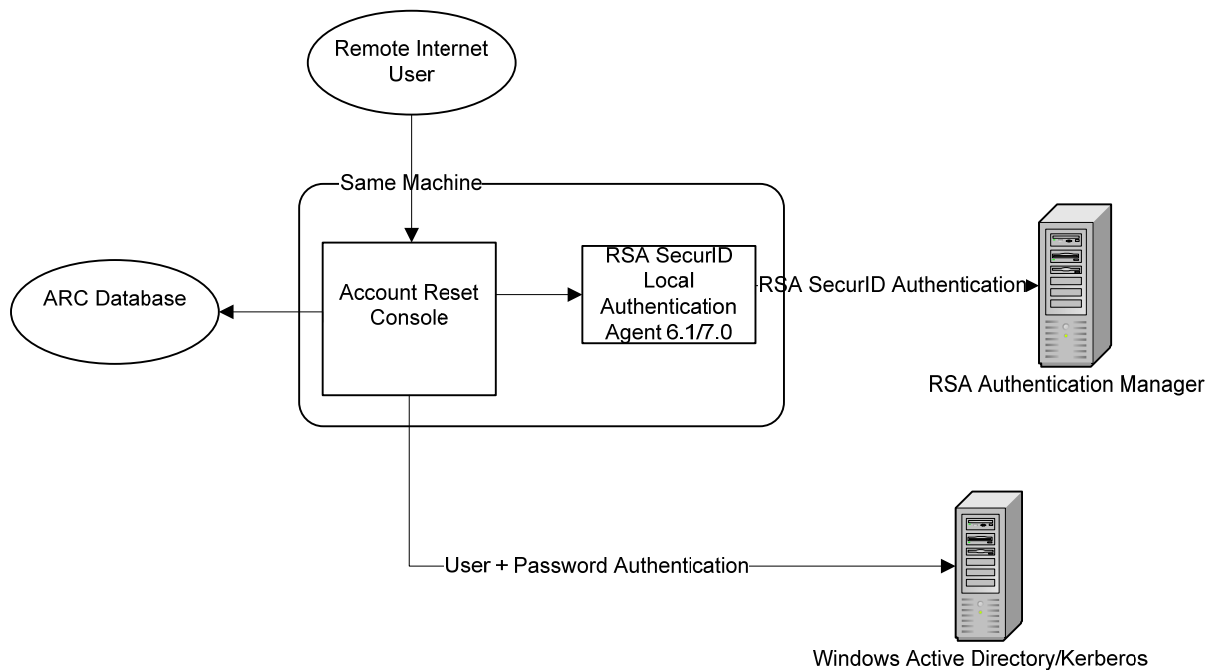 Remote Internet
User
Same Machine
RSA SecurID
Local
Authentication
Agent 6.1/7.0
RSA SecurID Authentication
Account Reset
Console
ARC Database
RSA Authentication Manager
User + Password Authentication
Windows Active Directory/Kerberos